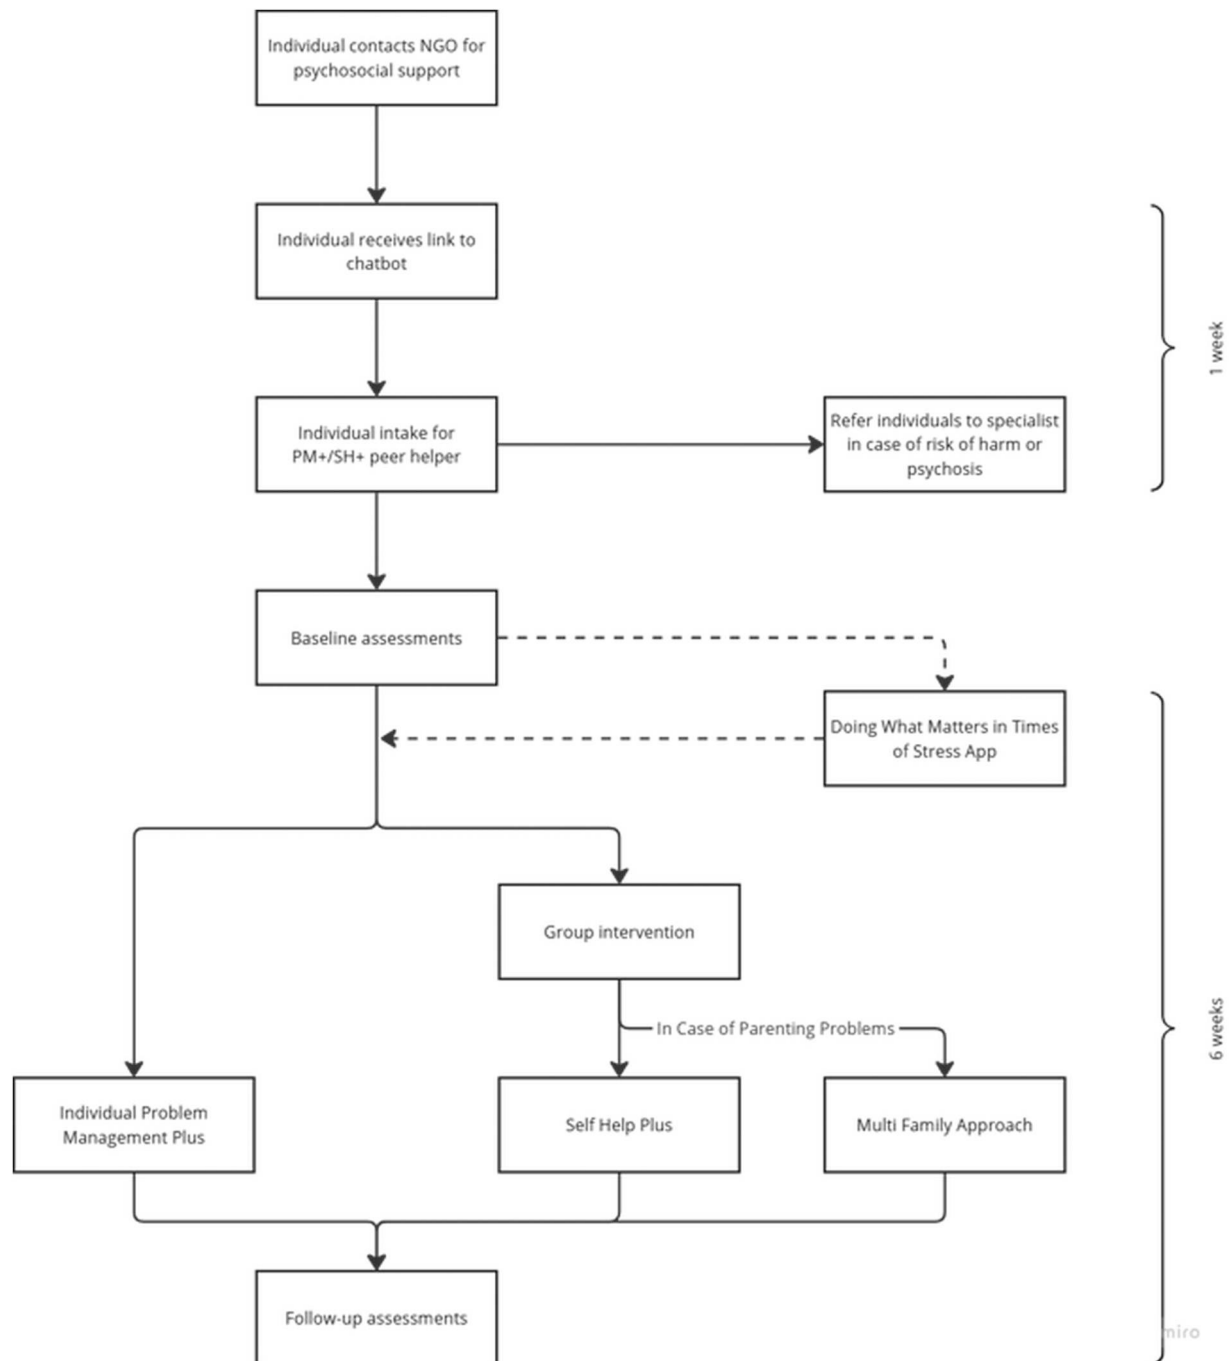 Individual contacts NGO for
psychosocial support
Individual receives link to
chatbot
1 week
Individual intake for
PM+/SH+ peer helper
Refer individuals to specialist
in case of risk of harm or
psychosis
Baseline assessments
Doing What Matters in Times
of Stress App
Group intervention
In Case of Parenting Problems
6 weeks
Individual Problem
Management Plus
Self Help Plus
Multi Family Approach
Follow-up assessments
miro